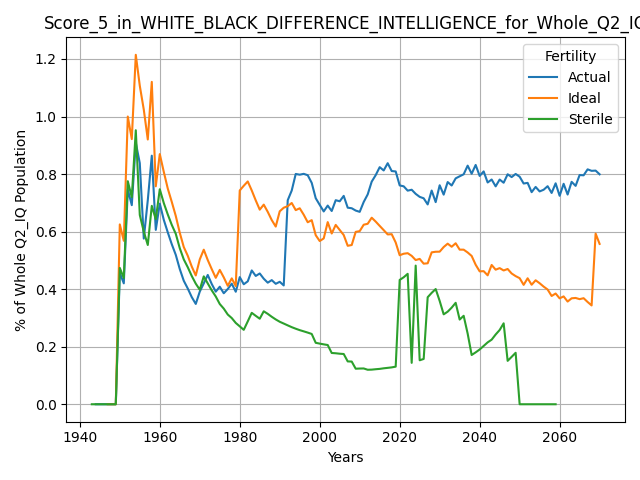 Score_5_in_WHITE_BLACK_DIFFERENCE_INTELLIGENCE_for_Whole_Q2_IQ
Fertility
Actual
Ideal
Sterile
% of Whole Q2_IQ Population
1.2
1.0
0.8
0.6
0.4
0.2
0.0
1940 1960 1980 2000 2020 2040 2060
Years